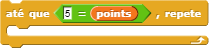 até que 5 = points , repete